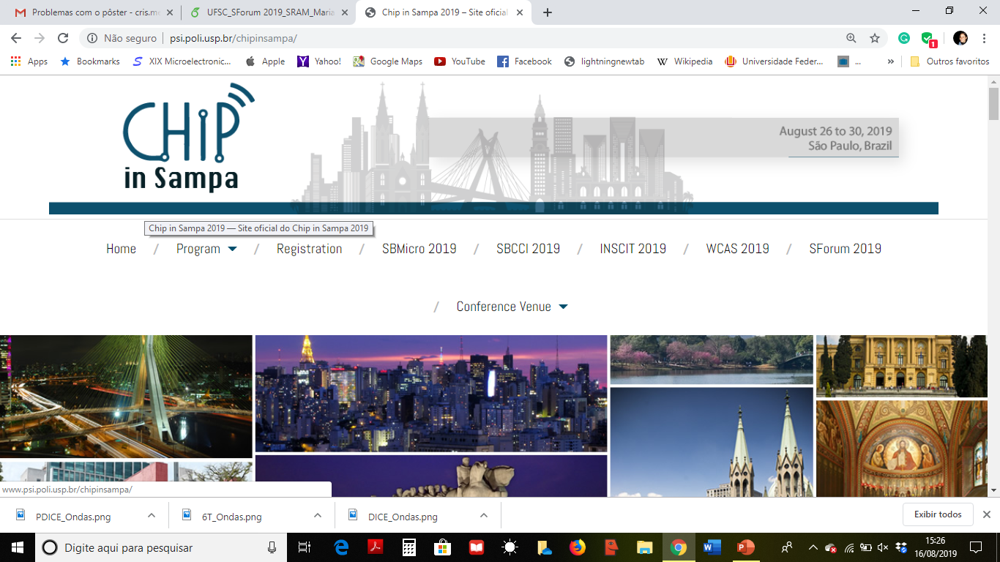 Problemas com o pôster - cris.me
UFSC_SForum 2019_SRAM_Maria
Chip in Sampa 2019 – Site oficial
Não seguro
psi.poli.usp.br/chipinsampa/
1
Apps
Bookmarks
XIX Microelectronic...
Apple
Yahoo!
Google Maps
YouTube
Facebook
lightningnewtab
Wikipedia
Universidade Feder...
...
»
Outros favoritos
CHiP
in Sampa
August 26 to 30, 2019
São Paulo, Brazil
Chip in Sampa 2019 — Site oficial do Chip in Sampa 2019
Home / Program / Registration / SBMicro 2019 / SBCCI 2019 / INSCIT 2019 / WCAS 2019 / SForum 2019
/ Conference Venue
www.psi.poli.usp.br/chipinsampa/
PDICE_Ondas.png
6T_Ondas.png
DICE_Ondas.png
Exibir todos
Digite aqui para pesquisar
15:26
16/08/2019